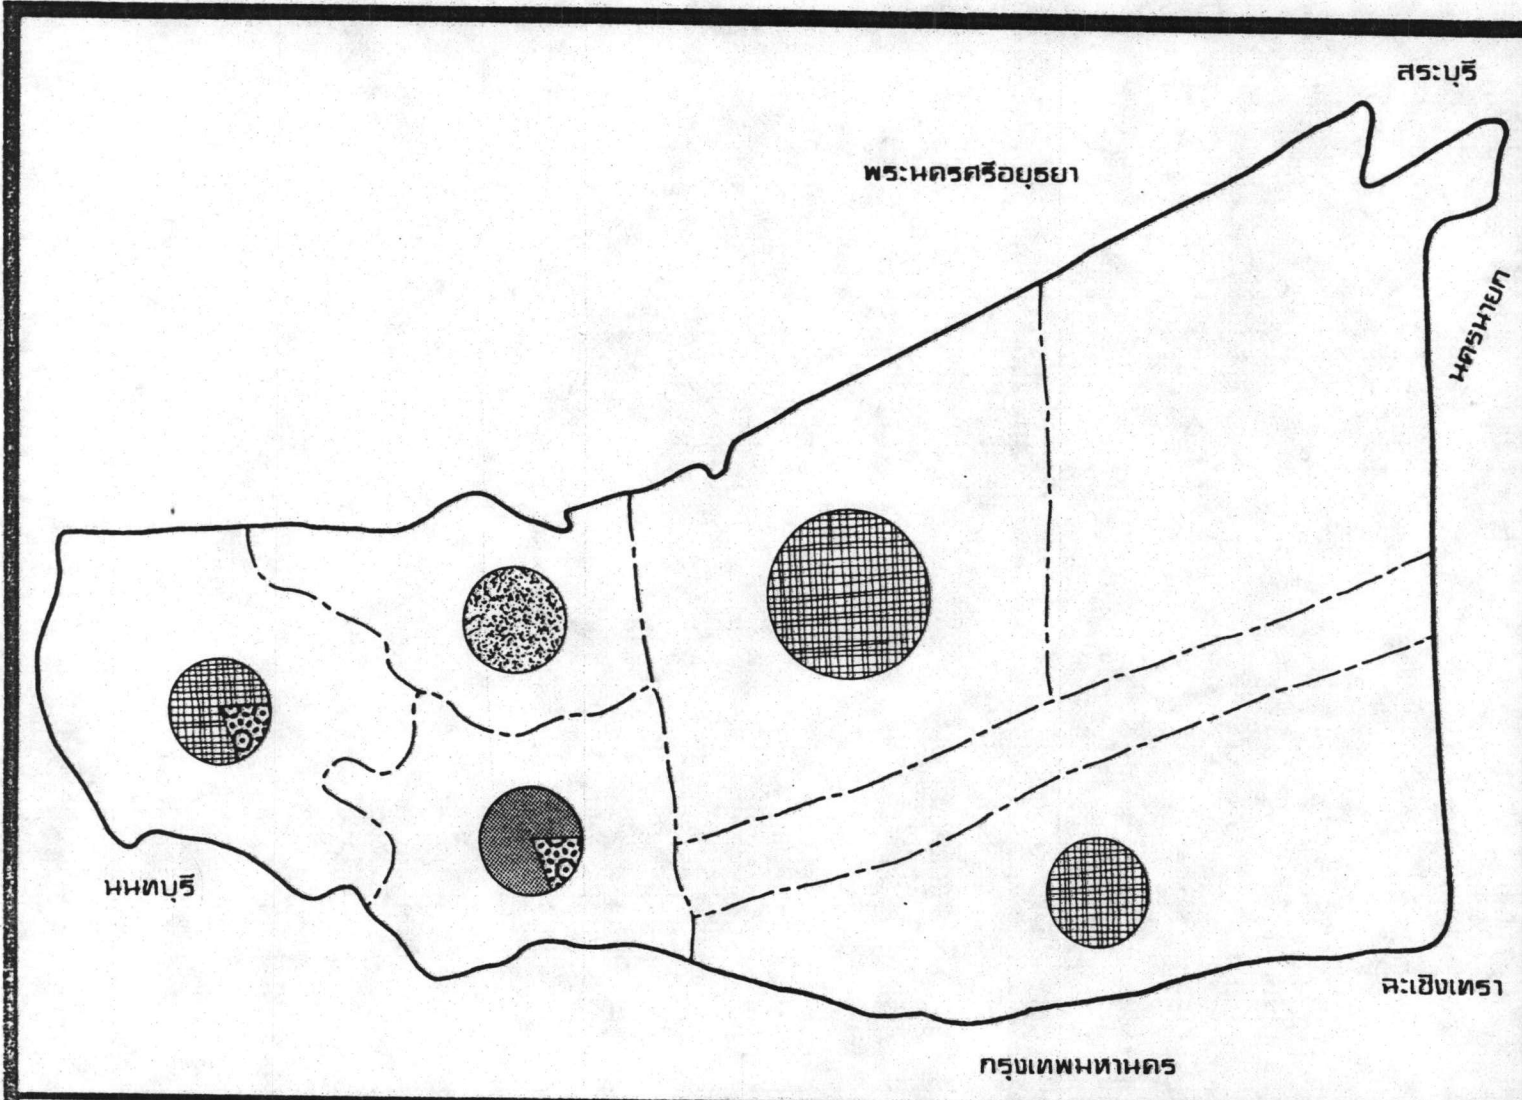 สระบุรี
พระนครศรีอยุธยา
นครนายก
นนทบุรี
ฉะเชิงเทรา
กรุงเทพมหานคร